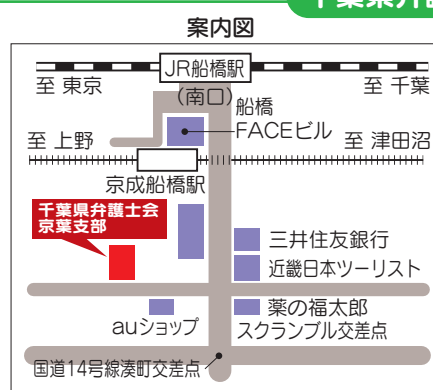 案内図
JR船橋駅
至 東京
(南口)
至 千葉
船橋
FACEビル
至 上野
至 津田沼
京成船橋駅
千葉県弁護士会
京葉支部
三井住友銀行
近畿日本ツーリスト
薬の福太郎
auショップ
スクランブル交差点
国道14号線湊町交差点